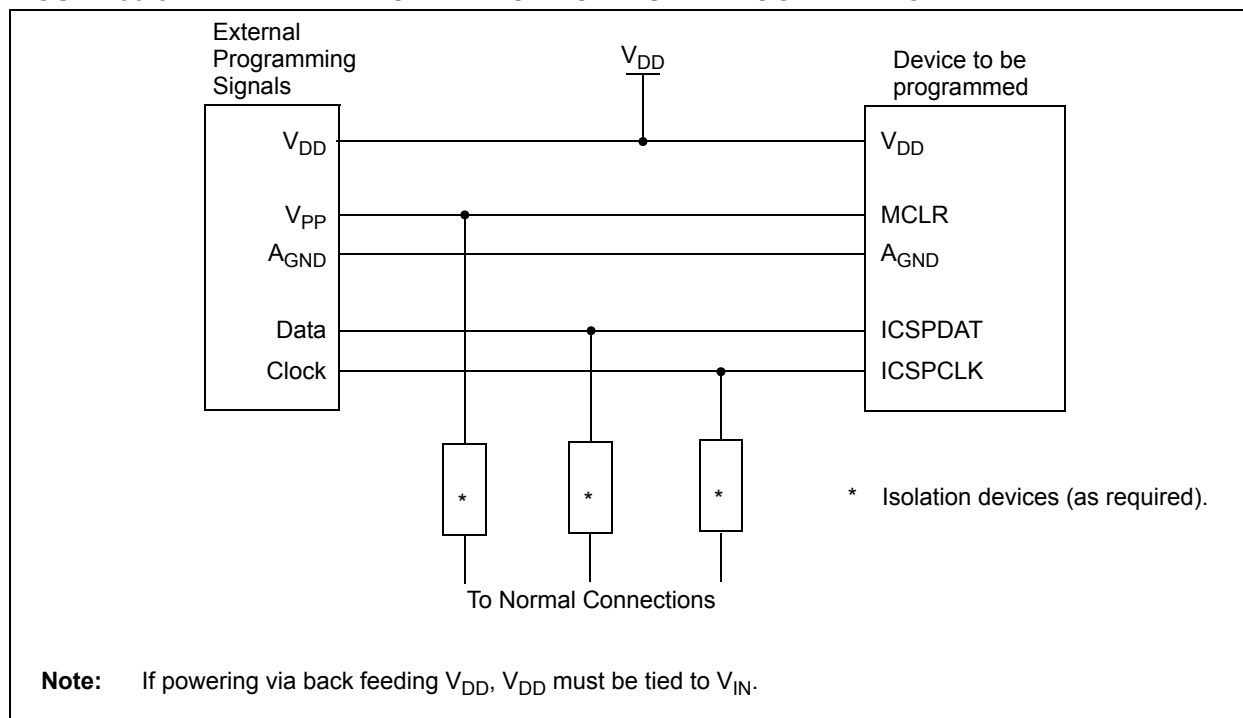 External
Programming
Signals
V_DD
Device to be
programmed
V_DD
V_DD
V_PP
MCLR
A_GND
A_GND
Data
ICSPDAT
Clock
ICSPCLK
* * *
* Isolation devices (as required).
To Normal Connections
Note: If powering via back feeding V_DD, V_DD must be tied to V_IN.